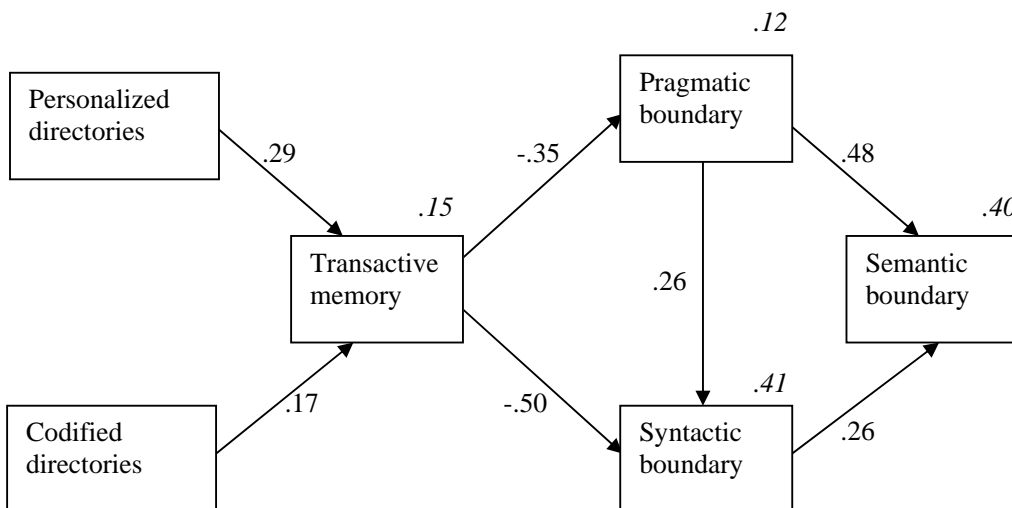 .12
Personalized
directories
Pragmatic
boundary
.29
-.35
.48
.15
.40
Transactive
memory
.26
Semantic
boundary
.17
-.50
.41
.26
Codified
directories
Syntactic
boundary